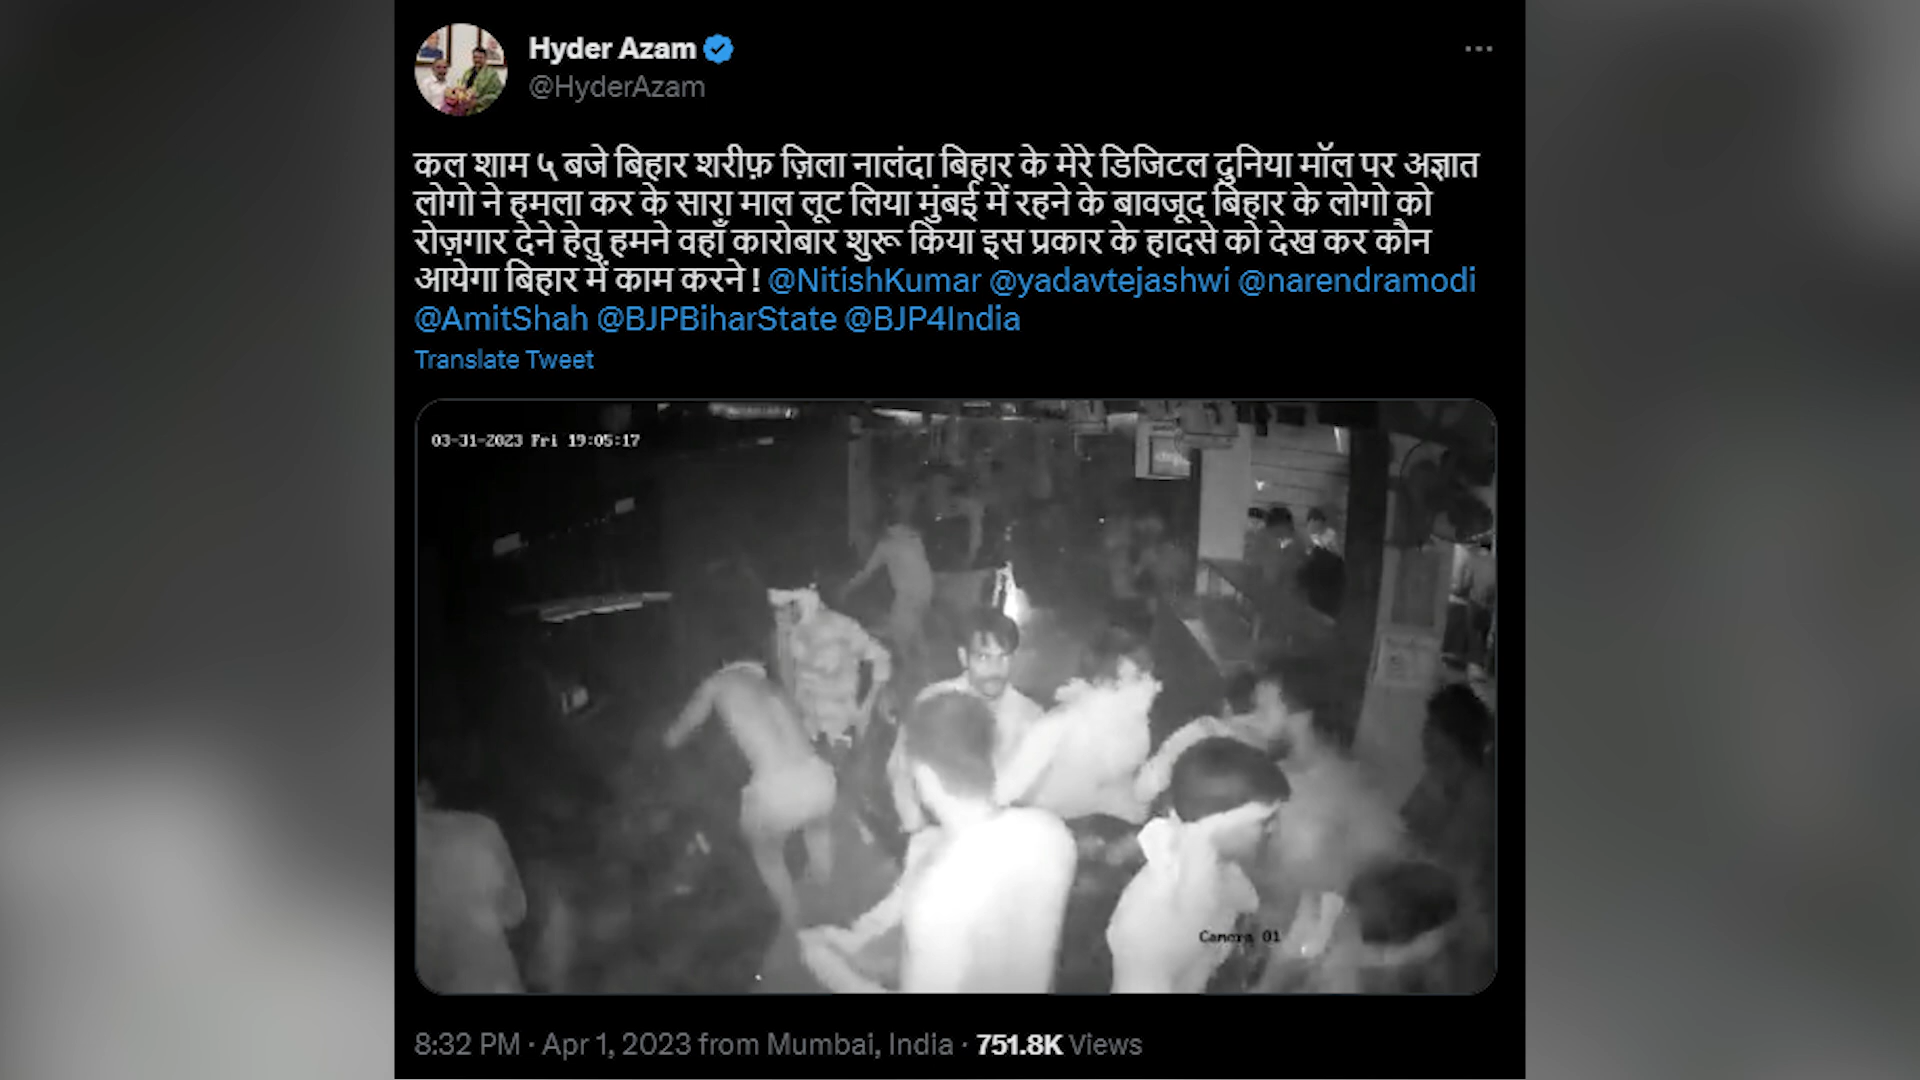 Hyder Azam
@HyderAzam
कल शाम ५ बजे बिहार शरीफ़ ज़िला नालंदा बिहार के मेरे डिजिटल दुनिया मॉल पर अज्ञात
लोगो ने हमला कर के सारा माल लूट लिया मुंबई में रहने के बावजूद बिहार के लोगो को
रोज़गार देने हेतु हमने वहाँ कारोबार शुरू किया इस प्रकार के हादसे को देख कर कौन
आयेगा बिहार में काम करने ! @NitishKumar @yadavtejashwi @narendramodi
@AmitShah @BJPBiharState @BJP4India
Translate Tweet
03-31-2023 Fri 19:05:17
Camera 01
8:32 PM · Apr 1, 2023 from Mumbai, India · 751.8K Views